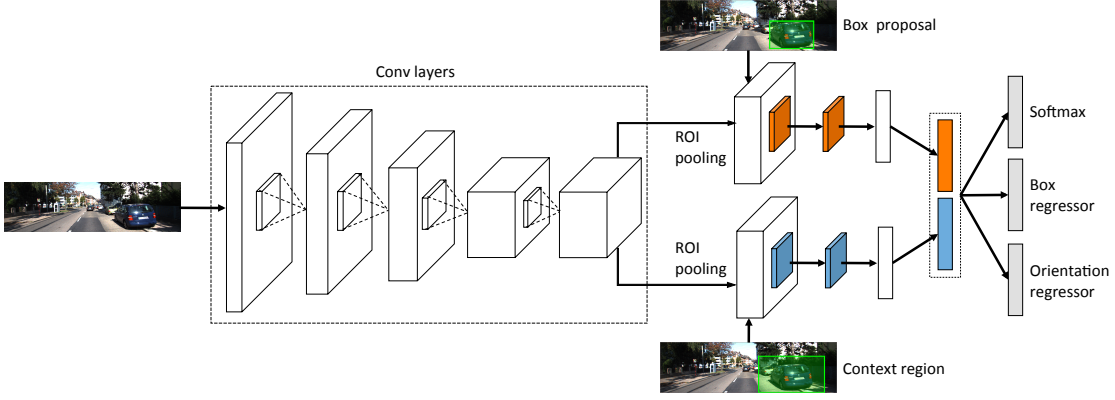 Box proposal
Conv layers
ROI
pooling
Softmax
Box
regressor
ROI
pooling
Orientation
regressor
Context region